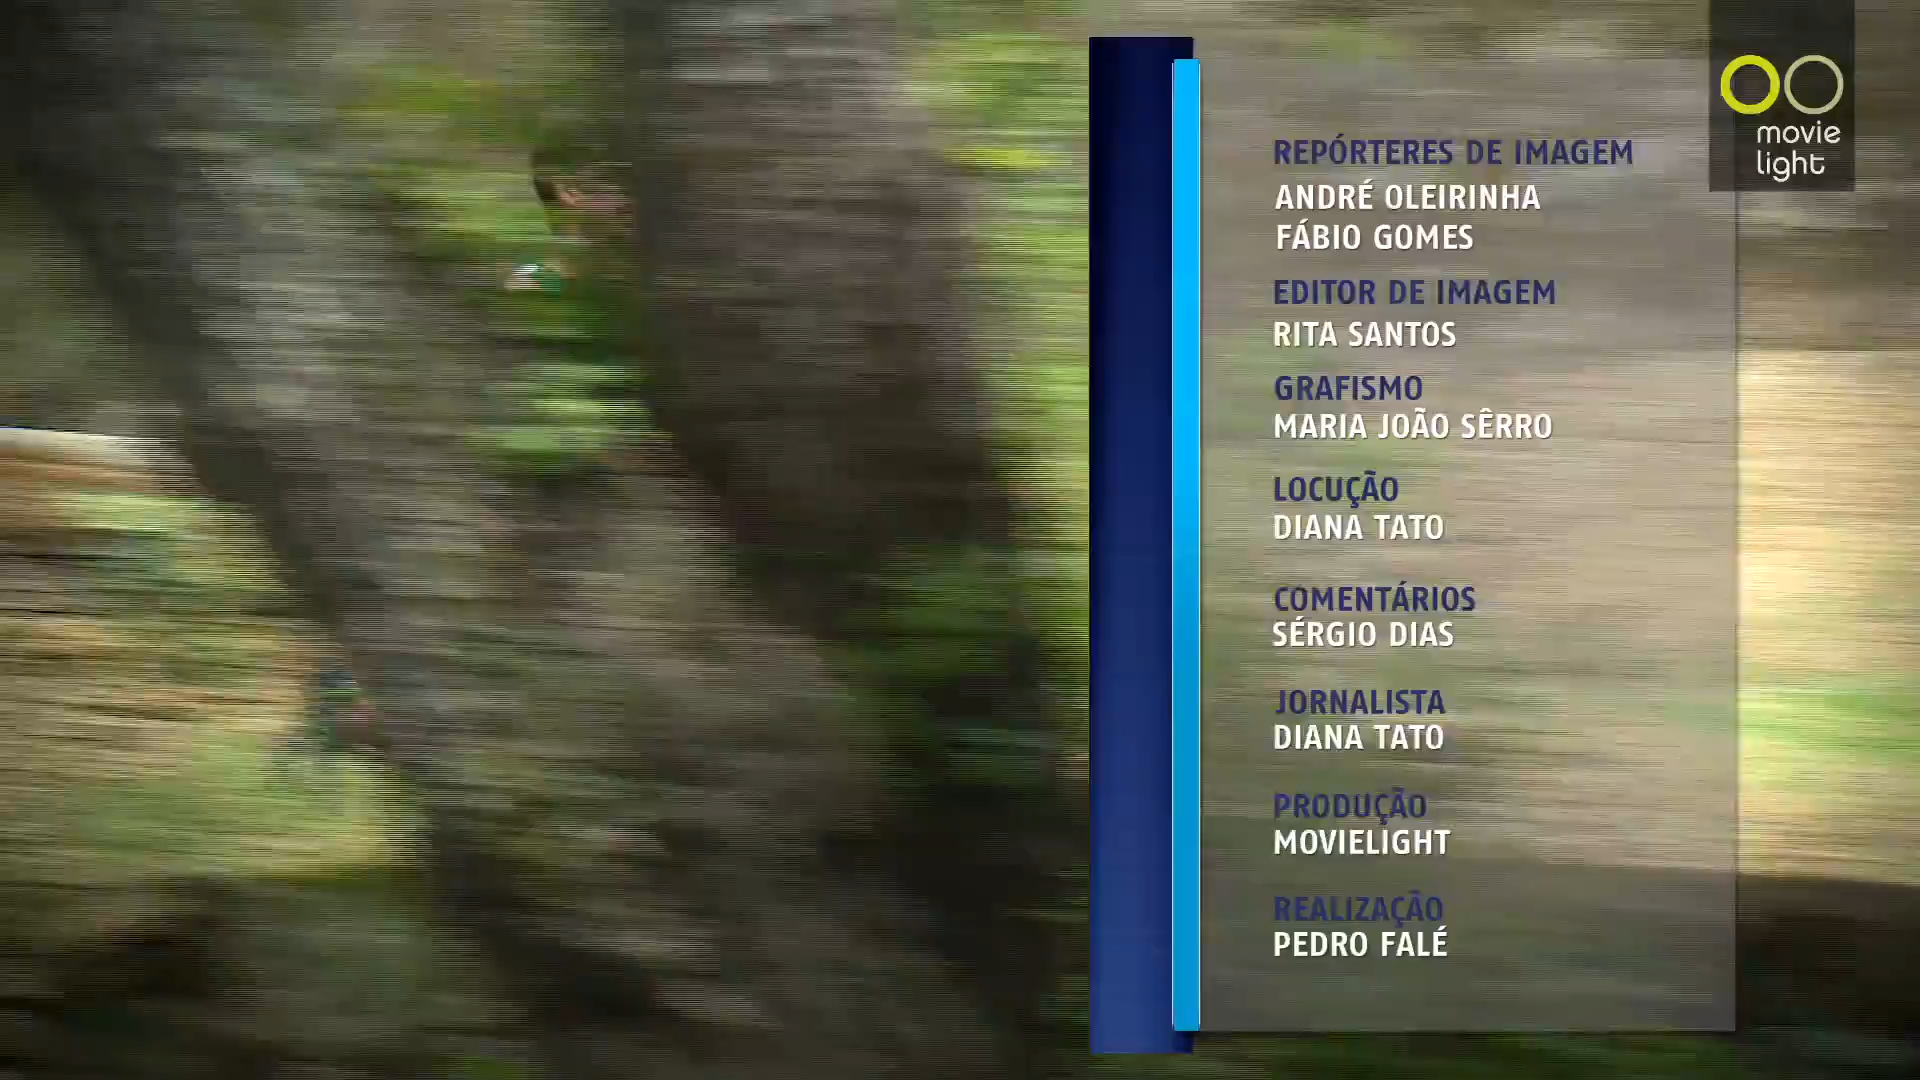 movie
light
REPÓRTERES DE IMAGEM
ANDRÉ OLEIRINHA
FÁBIO GOMES
EDITOR DE IMAGEM
RITA SANTOS
GRAFISMO
MARIA JOÃO SÊRRO
LOCUÇÃO
DIANA TATO
COMENTÁRIOS
SÉRGIO DIAS
JORNALISTA
DIANA TATO
PRODUÇÃO
MOVIELIGHT
REALIZAÇÃO
PEDRO FALÉ